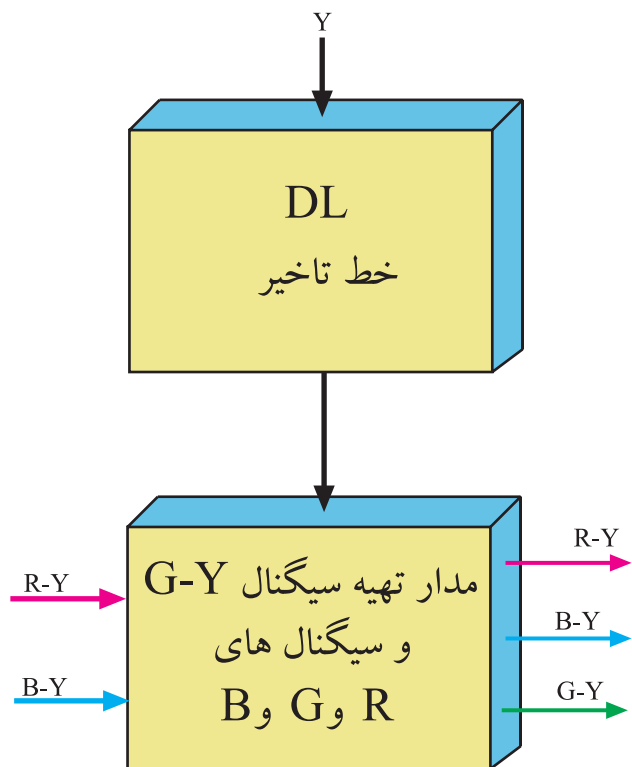 Y
DL
خط تاخیر
R-Y
B-Y
مدار تهیه سیگنال G-Y
و سیگنال های
R و G و B
R-Y
B-Y
G-Y